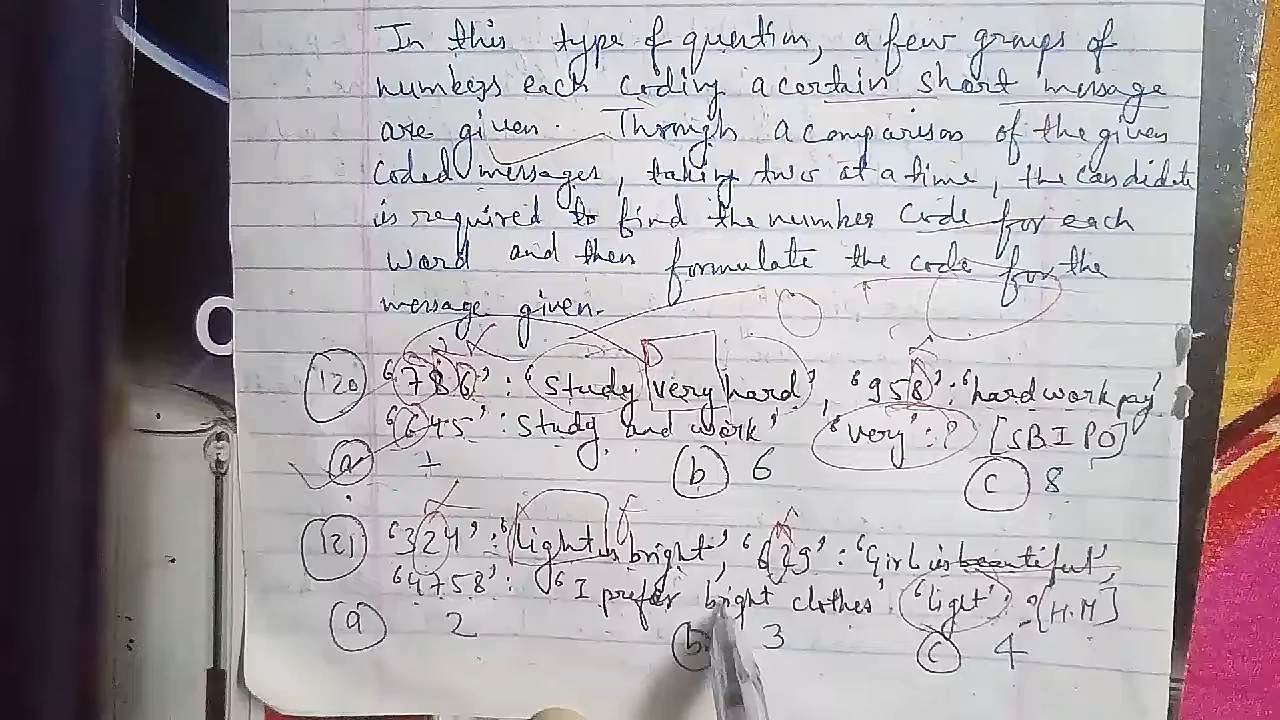 In this type of question, a few groups of
numbers each coding a certain short message
are given. Through a comparison of the given
coded messages, taking two at a time, the candidate
is required to find the number code for each
word and then formulate the code for the
message given.
(120) '786' : 'study very hard', '958' : 'hard work pay'
'645' : 'study and work' 'very' : ? [SBI PO]
(a) 7 (b) 6 (c) 8
(121) '324' : 'light is bright', '629' : 'Girl is beautiful',
'4758' : 'I prefer bright clothes'. 'light' : ? [H.M]
(a) 2 (b) 3 (c) 4